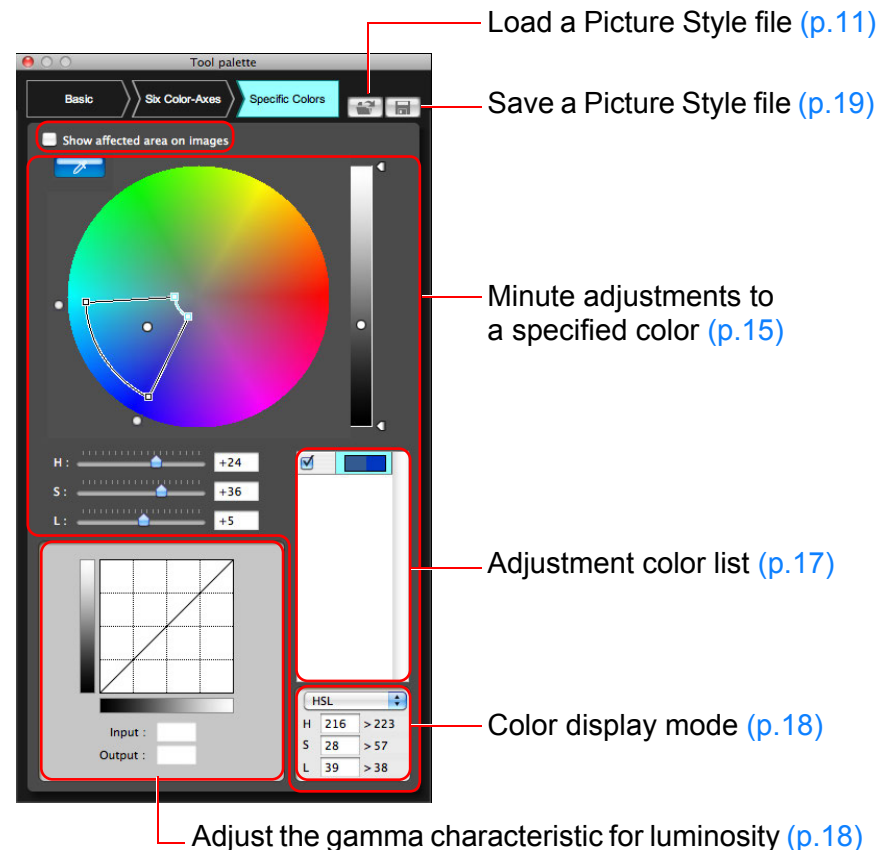 Load a Picture Style file (p.11)
Tool palette
Basic
Six Color-Axes
Specific Colors
Save a Picture Style file (p.19)
Show affected area on images
Minute adjustments to
a specified color (p.15)
H : +24
S : +36
L : +5
Adjustment color list (p.17)
HSL
H 216 > 223
S 28 > 57
L 39 > 38
Color display mode (p.18)
Input :
Output :
Adjust the gamma characteristic for luminosity (p.18)